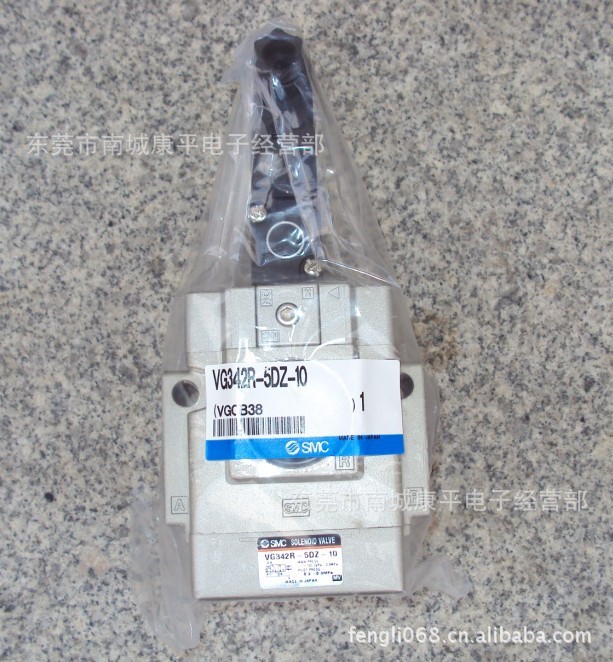 东莞市南城康平电子经营部
VG342R-5DZ-10
) 1
MADE IN JAPAN
SMC
R
A
SMC
东莞市南城康平电子经营部
SMC SOLENOID VALVE
VG342R-5DZ-10
MADE IN JAPAN
fengli068.cn.alibaba.com